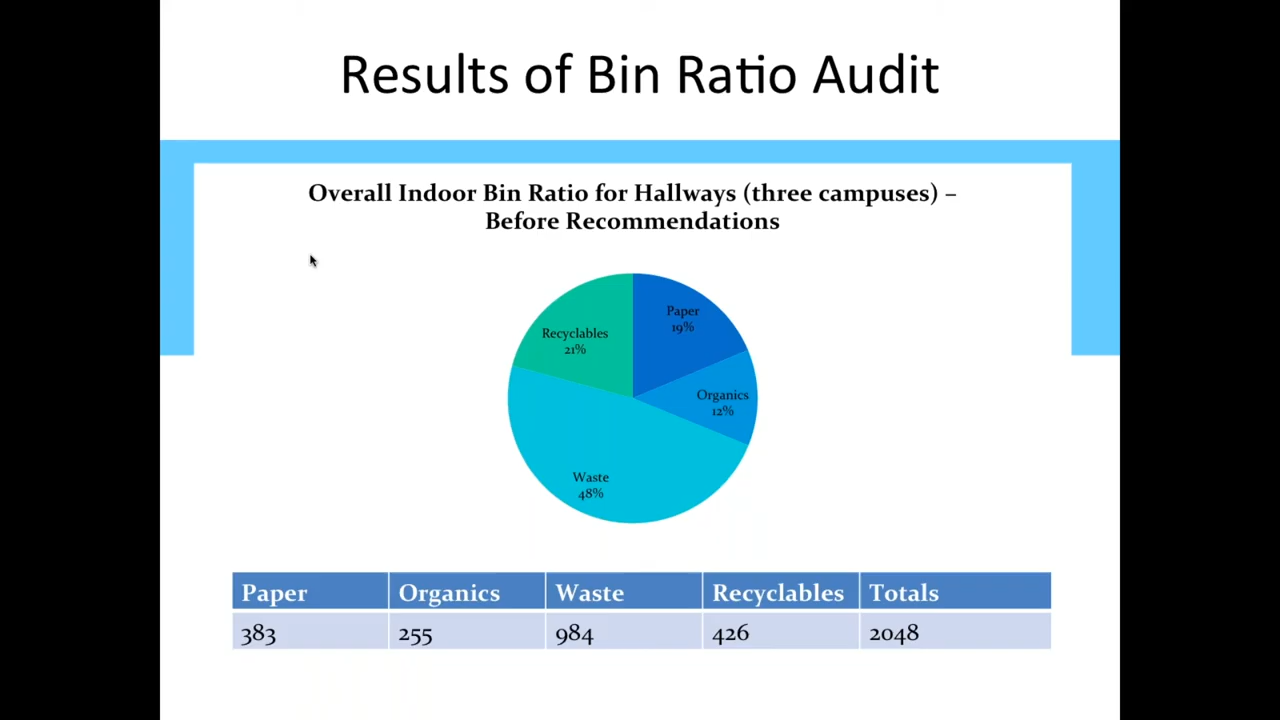 Results of Bin Ratio Audit
Overall Indoor Bin Ratio for Hallways (three campuses) –
Before Recommendations
Paper
19%
Recyclables
21%
Organics
12%
Waste
48%
Paper Organics Waste Recyclables Totals
383 255 984 426 2048